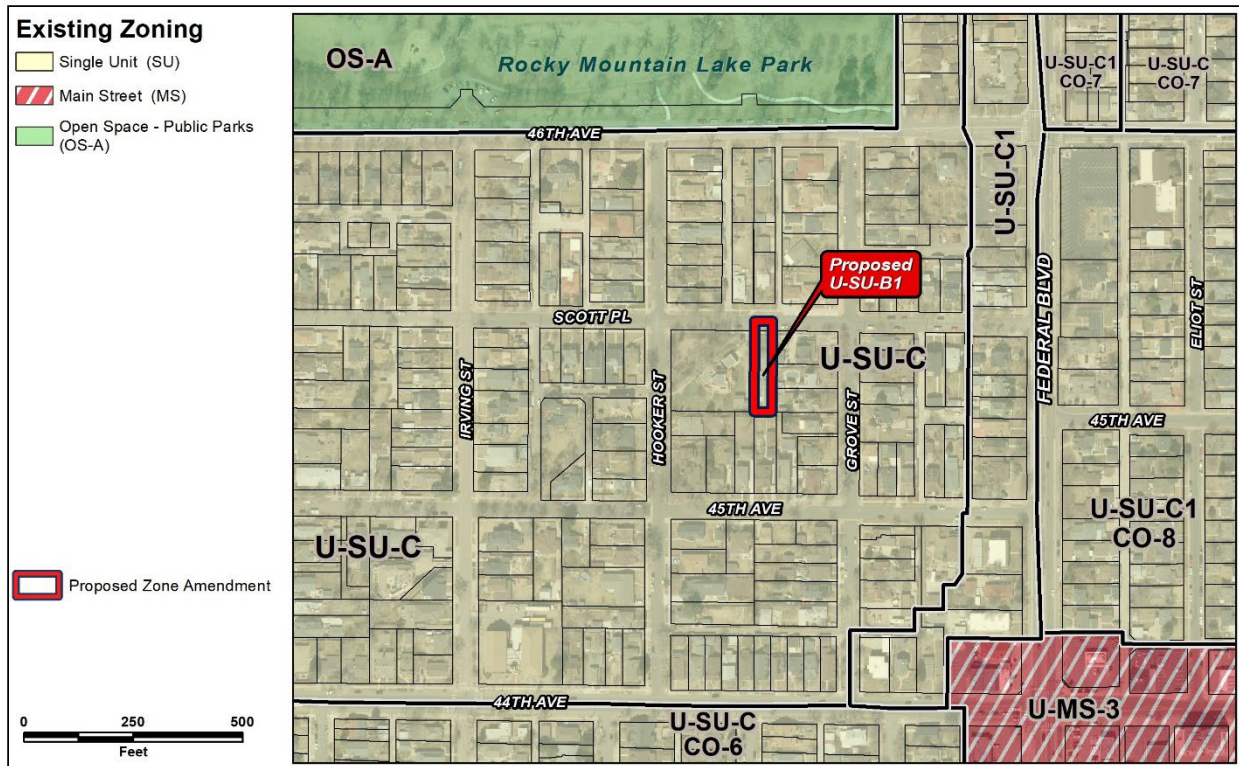 Existing Zoning
Single Unit (SU)
Main Street (MS)
Open Space - Public Parks
(OS-A)
Proposed Zone Amendment
0 250 500
Feet
OS-A
Rocky Mountain Lake Park
U-SU-C1
CO-7
U-SU-C
CO-7
46TH AVE
U-SU-C1
Proposed
U-SU-B1
SCOTT PL
U-SU-C
IRVING ST
HOOKER ST
GROVE ST
FEDERAL BLVD
ELIOT ST
45TH AVE
45TH AVE
U-SU-C
U-SU-C1
CO-8
44TH AVE
U-SU-C
CO-6
U-MS-3